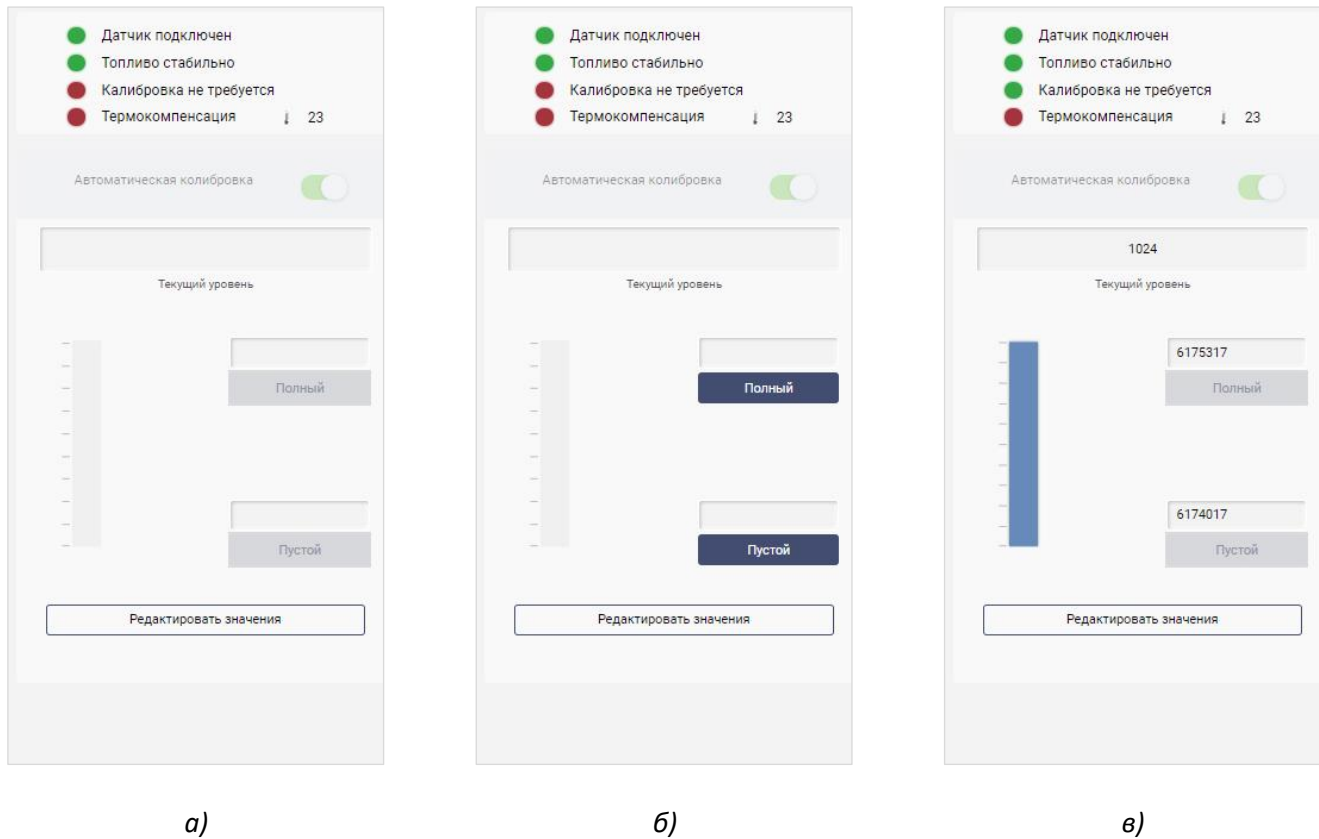 Датчик подключен
Топливо стабильно
Калибровка не требуется
Термокомпенсация 23
Автоматическая колибровка
Текущий уровень
Полный
Пустой
Редактировать значения
а)
Датчик подключен
Топливо стабильно
Калибровка не требуется
Термокомпенсация 23
Автоматическая колибровка
Текущий уровень
Полный
Пустой
Редактировать значения
б)
Датчик подключен
Топливо стабильно
Калибровка не требуется
Термокомпенсация 23
Автоматическая колибровка
1024
Текущий уровень
6175317
Полный
6174017
Пустой
Редактировать значения
в)